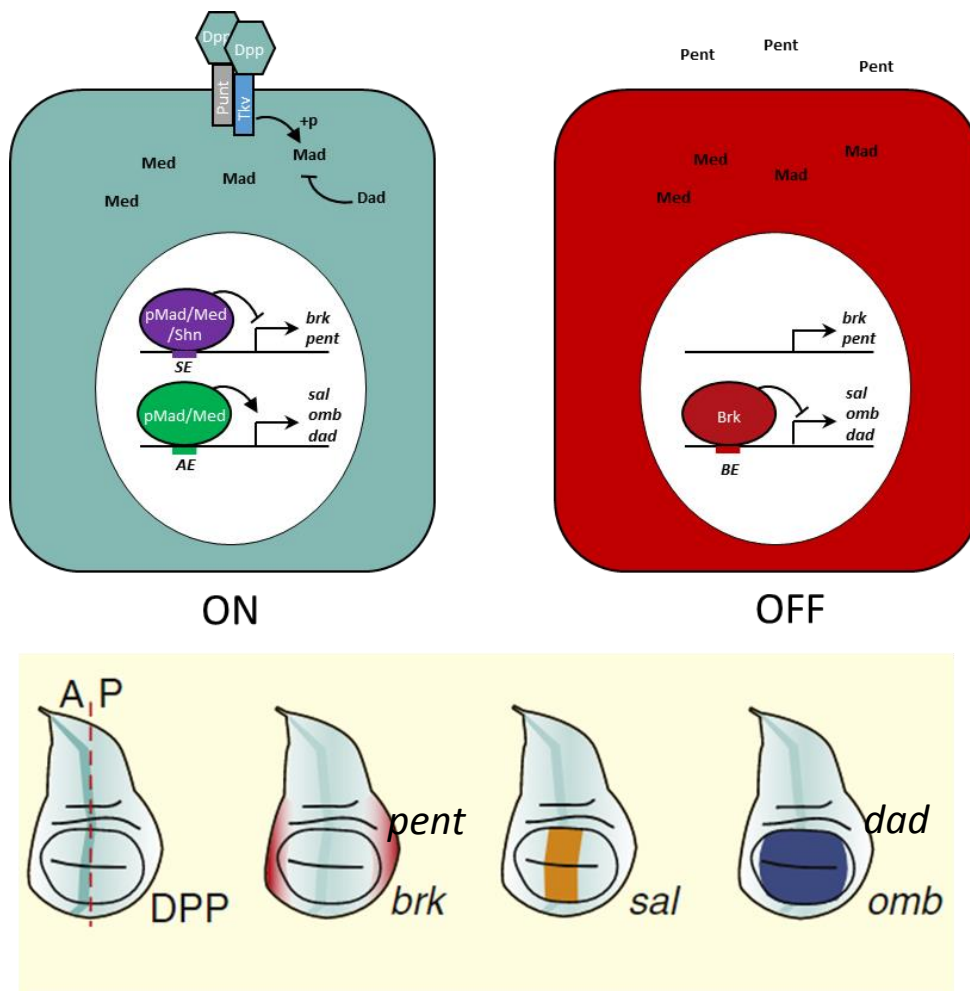 Dpp
Dpp
Punt
Tkv
+p
Mad
Med
Mad
Dad
Med
pMad/Med
/Shn
brk
pent
SE
pMad/Med
sal
omb
dad
AE
ON
Pent
Pent
Pent
Mad
Med
Mad
Med
brk
pent
Brk
sal
omb
dad
BE
OFF
A P
DPP
pent
brk
sal
dad
omb